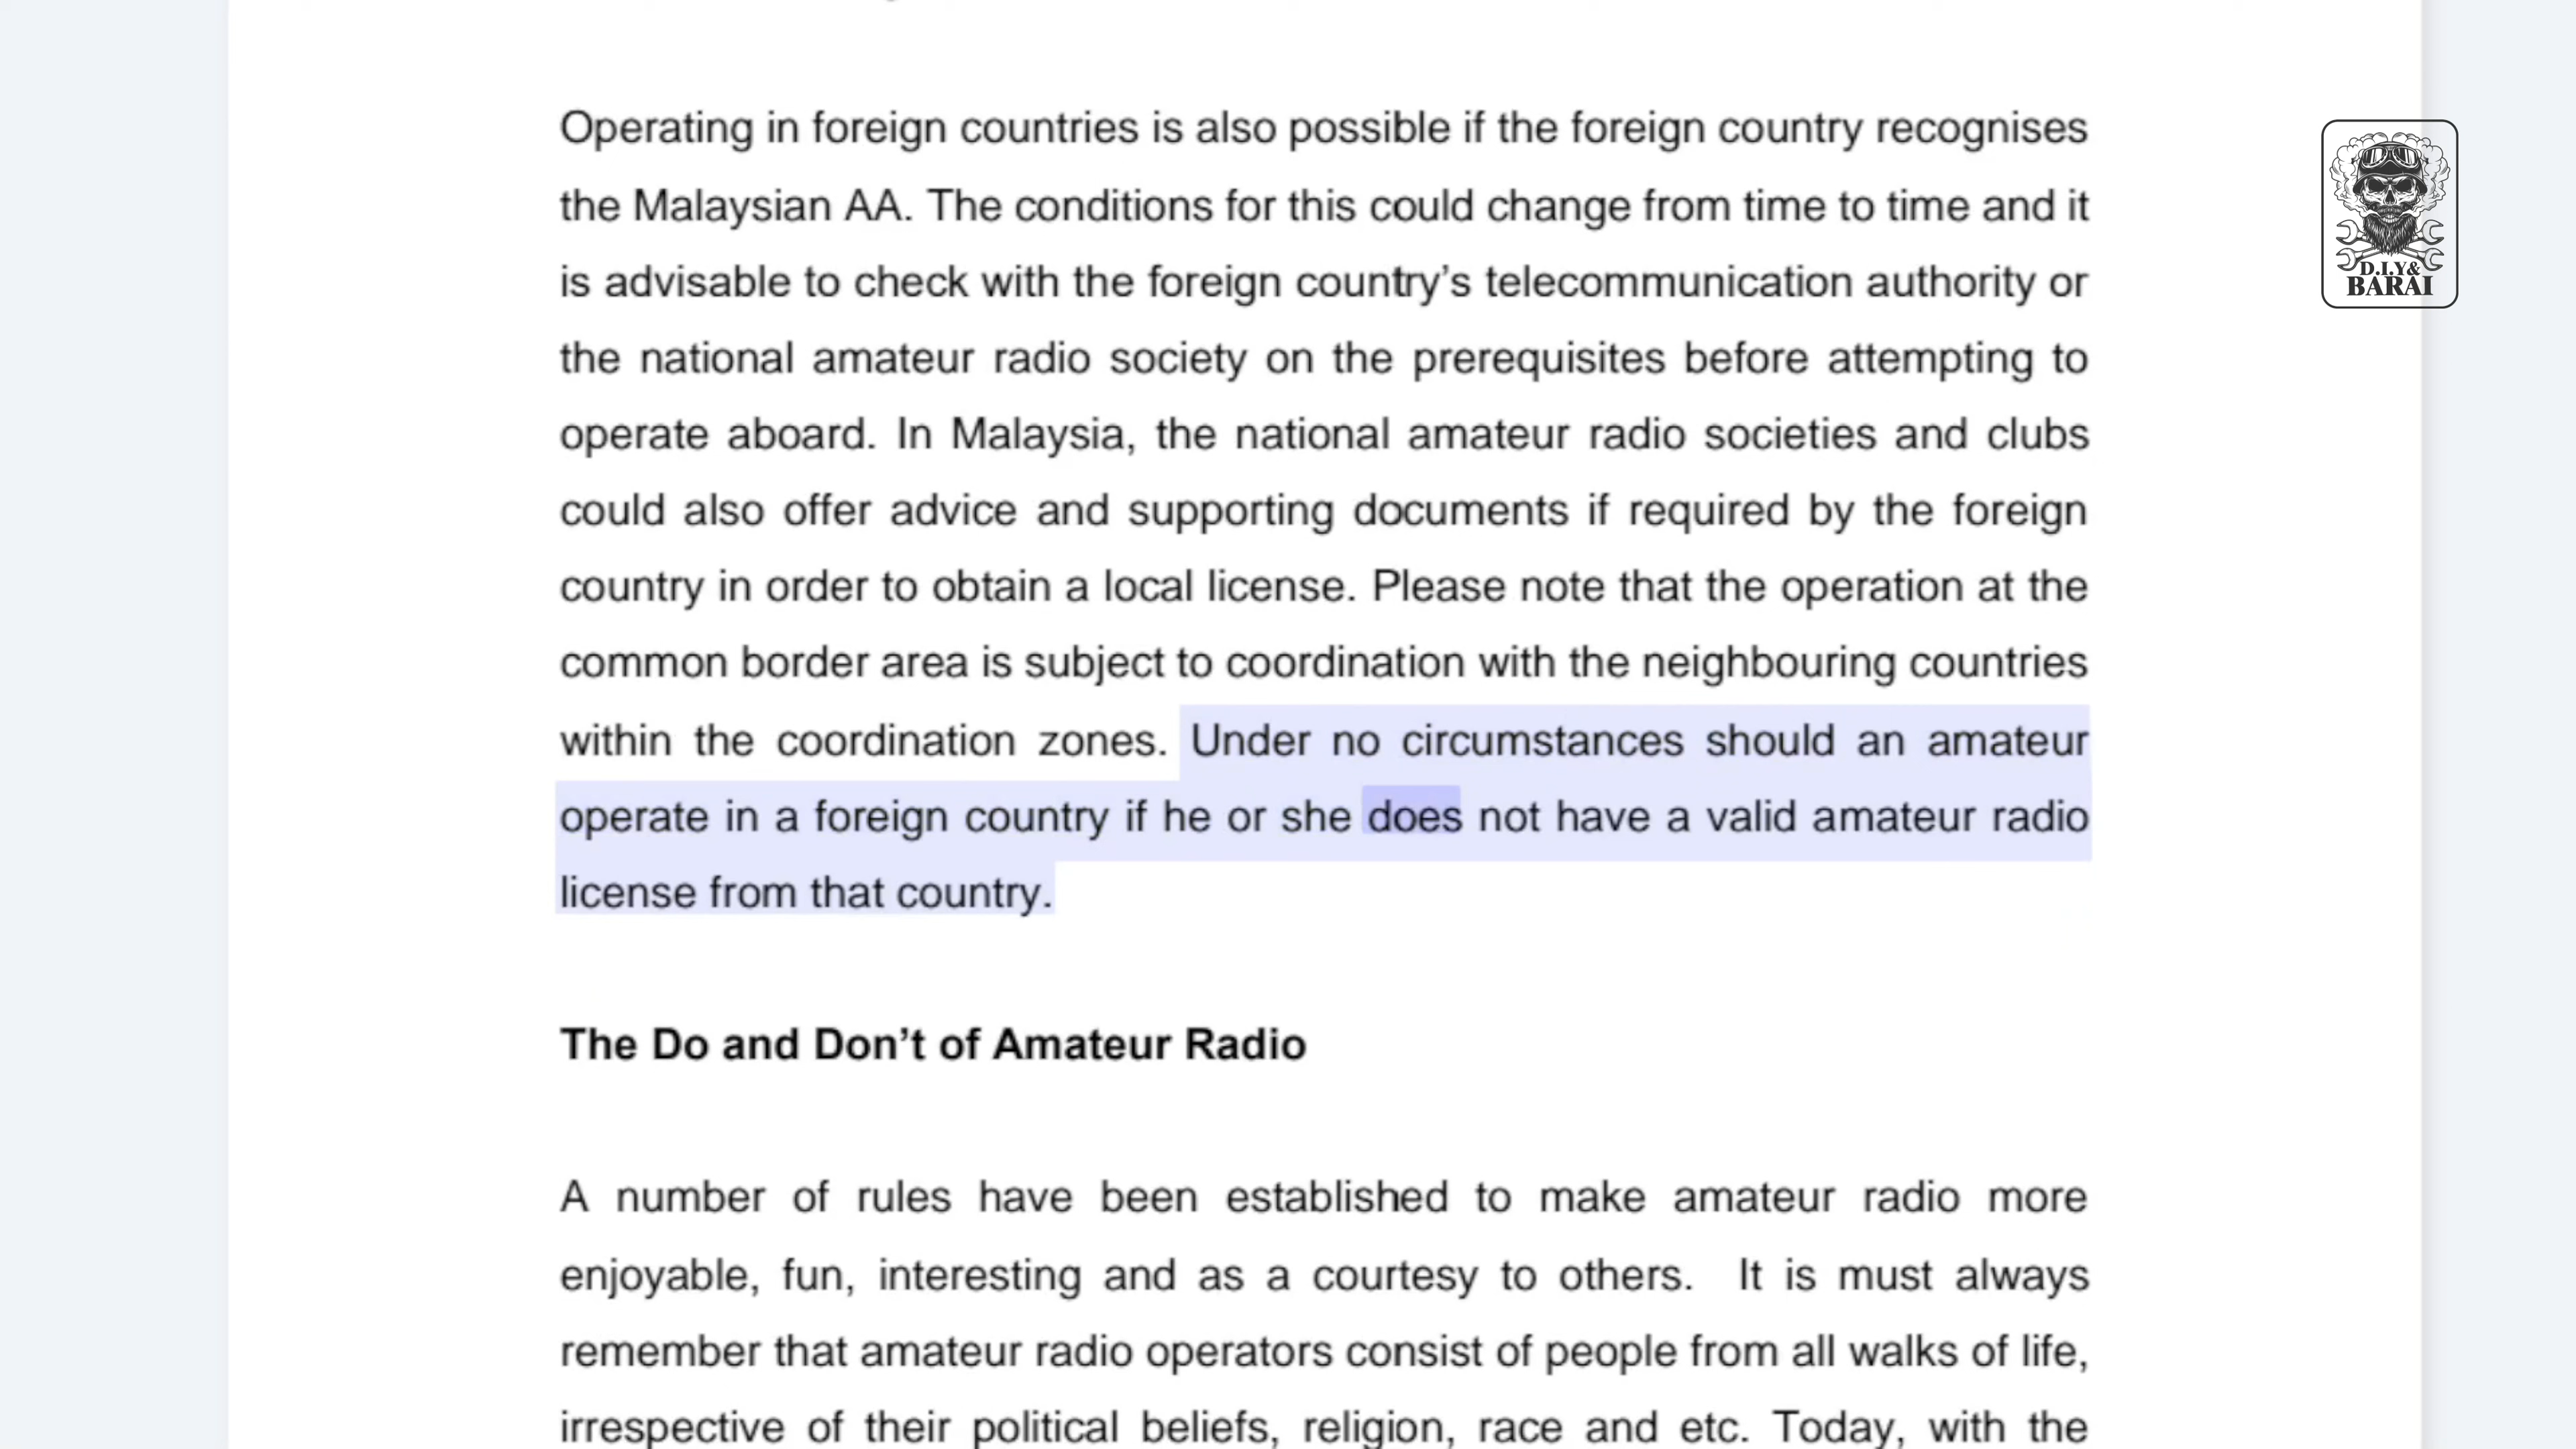 Operating in foreign countries is also possible if the foreign country recognises
the Malaysian AA. The conditions for this could change from time to time and it
is advisable to check with the foreign country’s telecommunication authority or
the national amateur radio society on the prerequisites before attempting to
operate aboard. In Malaysia, the national amateur radio societies and clubs
could also offer advice and supporting documents if required by the foreign
country in order to obtain a local license. Please note that the operation at the
common border area is subject to coordination with the neighbouring countries
within the coordination zones. Under no circumstances should an amateur
operate in a foreign country if he or she does not have a valid amateur radio
license from that country.
The Do and Don’t of Amateur Radio
A number of rules have been established to make amateur radio more
enjoyable, fun, interesting and as a courtesy to others. It is must always
remember that amateur radio operators consist of people from all walks of life,
irrespective of their political beliefs, religion, race and etc. Today, with the
D.I.Y&
BARAI